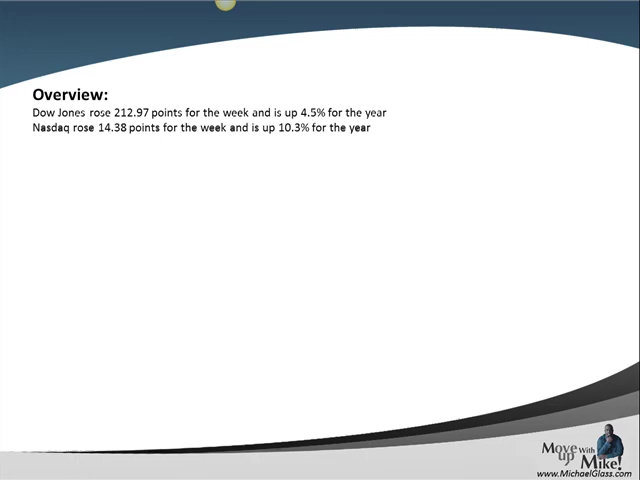 Overview:
Dow Jones rose 212.97 points for the week and is up 4.5% for the year
Nasdaq rose 14.38 points for the week and is up 10.3% for the year
Move up With Mike!
www.MichaelGlass.com